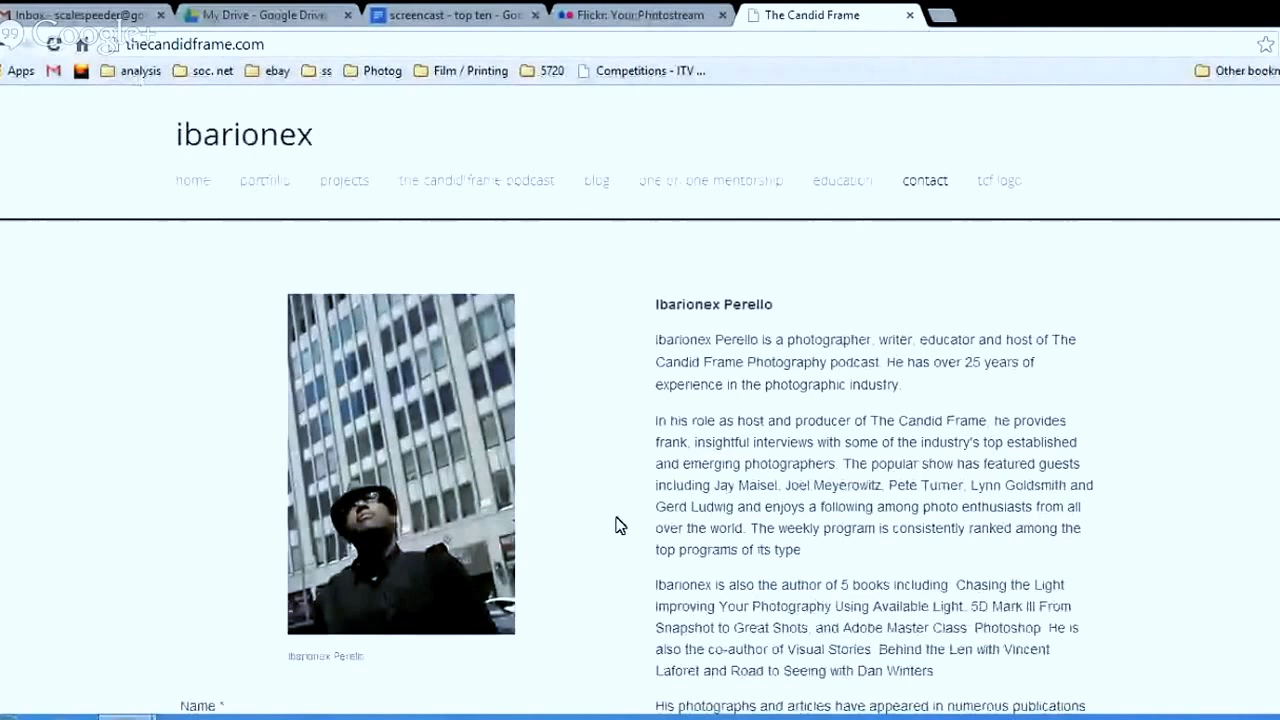 Inbox - scalespeeder@go
My Drive - Google Drive
screencast - top ten - Go
Flickr: Your Photostream
The Candid Frame
Google+
thecandidframe.com
Apps
analysis
soc. net
ebay
ss
Photog
Film / Printing
5720
Competitions - ITV ...
Other bookn
ibarionex
home
portfolio
projects
the candid frame podcast
blog
one on one mentorship
education
contact
tcf logo
Ibarionex Perello
Ibarionex Perello is a photographer, writer, educator and host of The
Candid Frame Photography podcast. He has over 25 years of
experience in the photographic industry.
In his role as host and producer of The Candid Frame, he provides
frank, insightful interviews with some of the industry's top established
and emerging photographers. The popular show has featured guests
including Jay Maisel, Joel Meyerowitz, Pete Turner, Lynn Goldsmith and
Gerd Ludwig and enjoys a following among photo enthusiasts from all
over the world. The weekly program is consistently ranked among the
top programs of its type
Ibarionex is also the author of 5 books including Chasing the Light
Improving Your Photography Using Available Light, 5D Mark III From
Snapshot to Great Shots, and Adobe Master Class Photoshop. He is
also the co-author of Visual Stories Behind the Len with Vincent
Laforet and Road to Seeing with Dan Winters
Ibarionex Perello
Name *
His photographs and articles have appeared in numerous publications